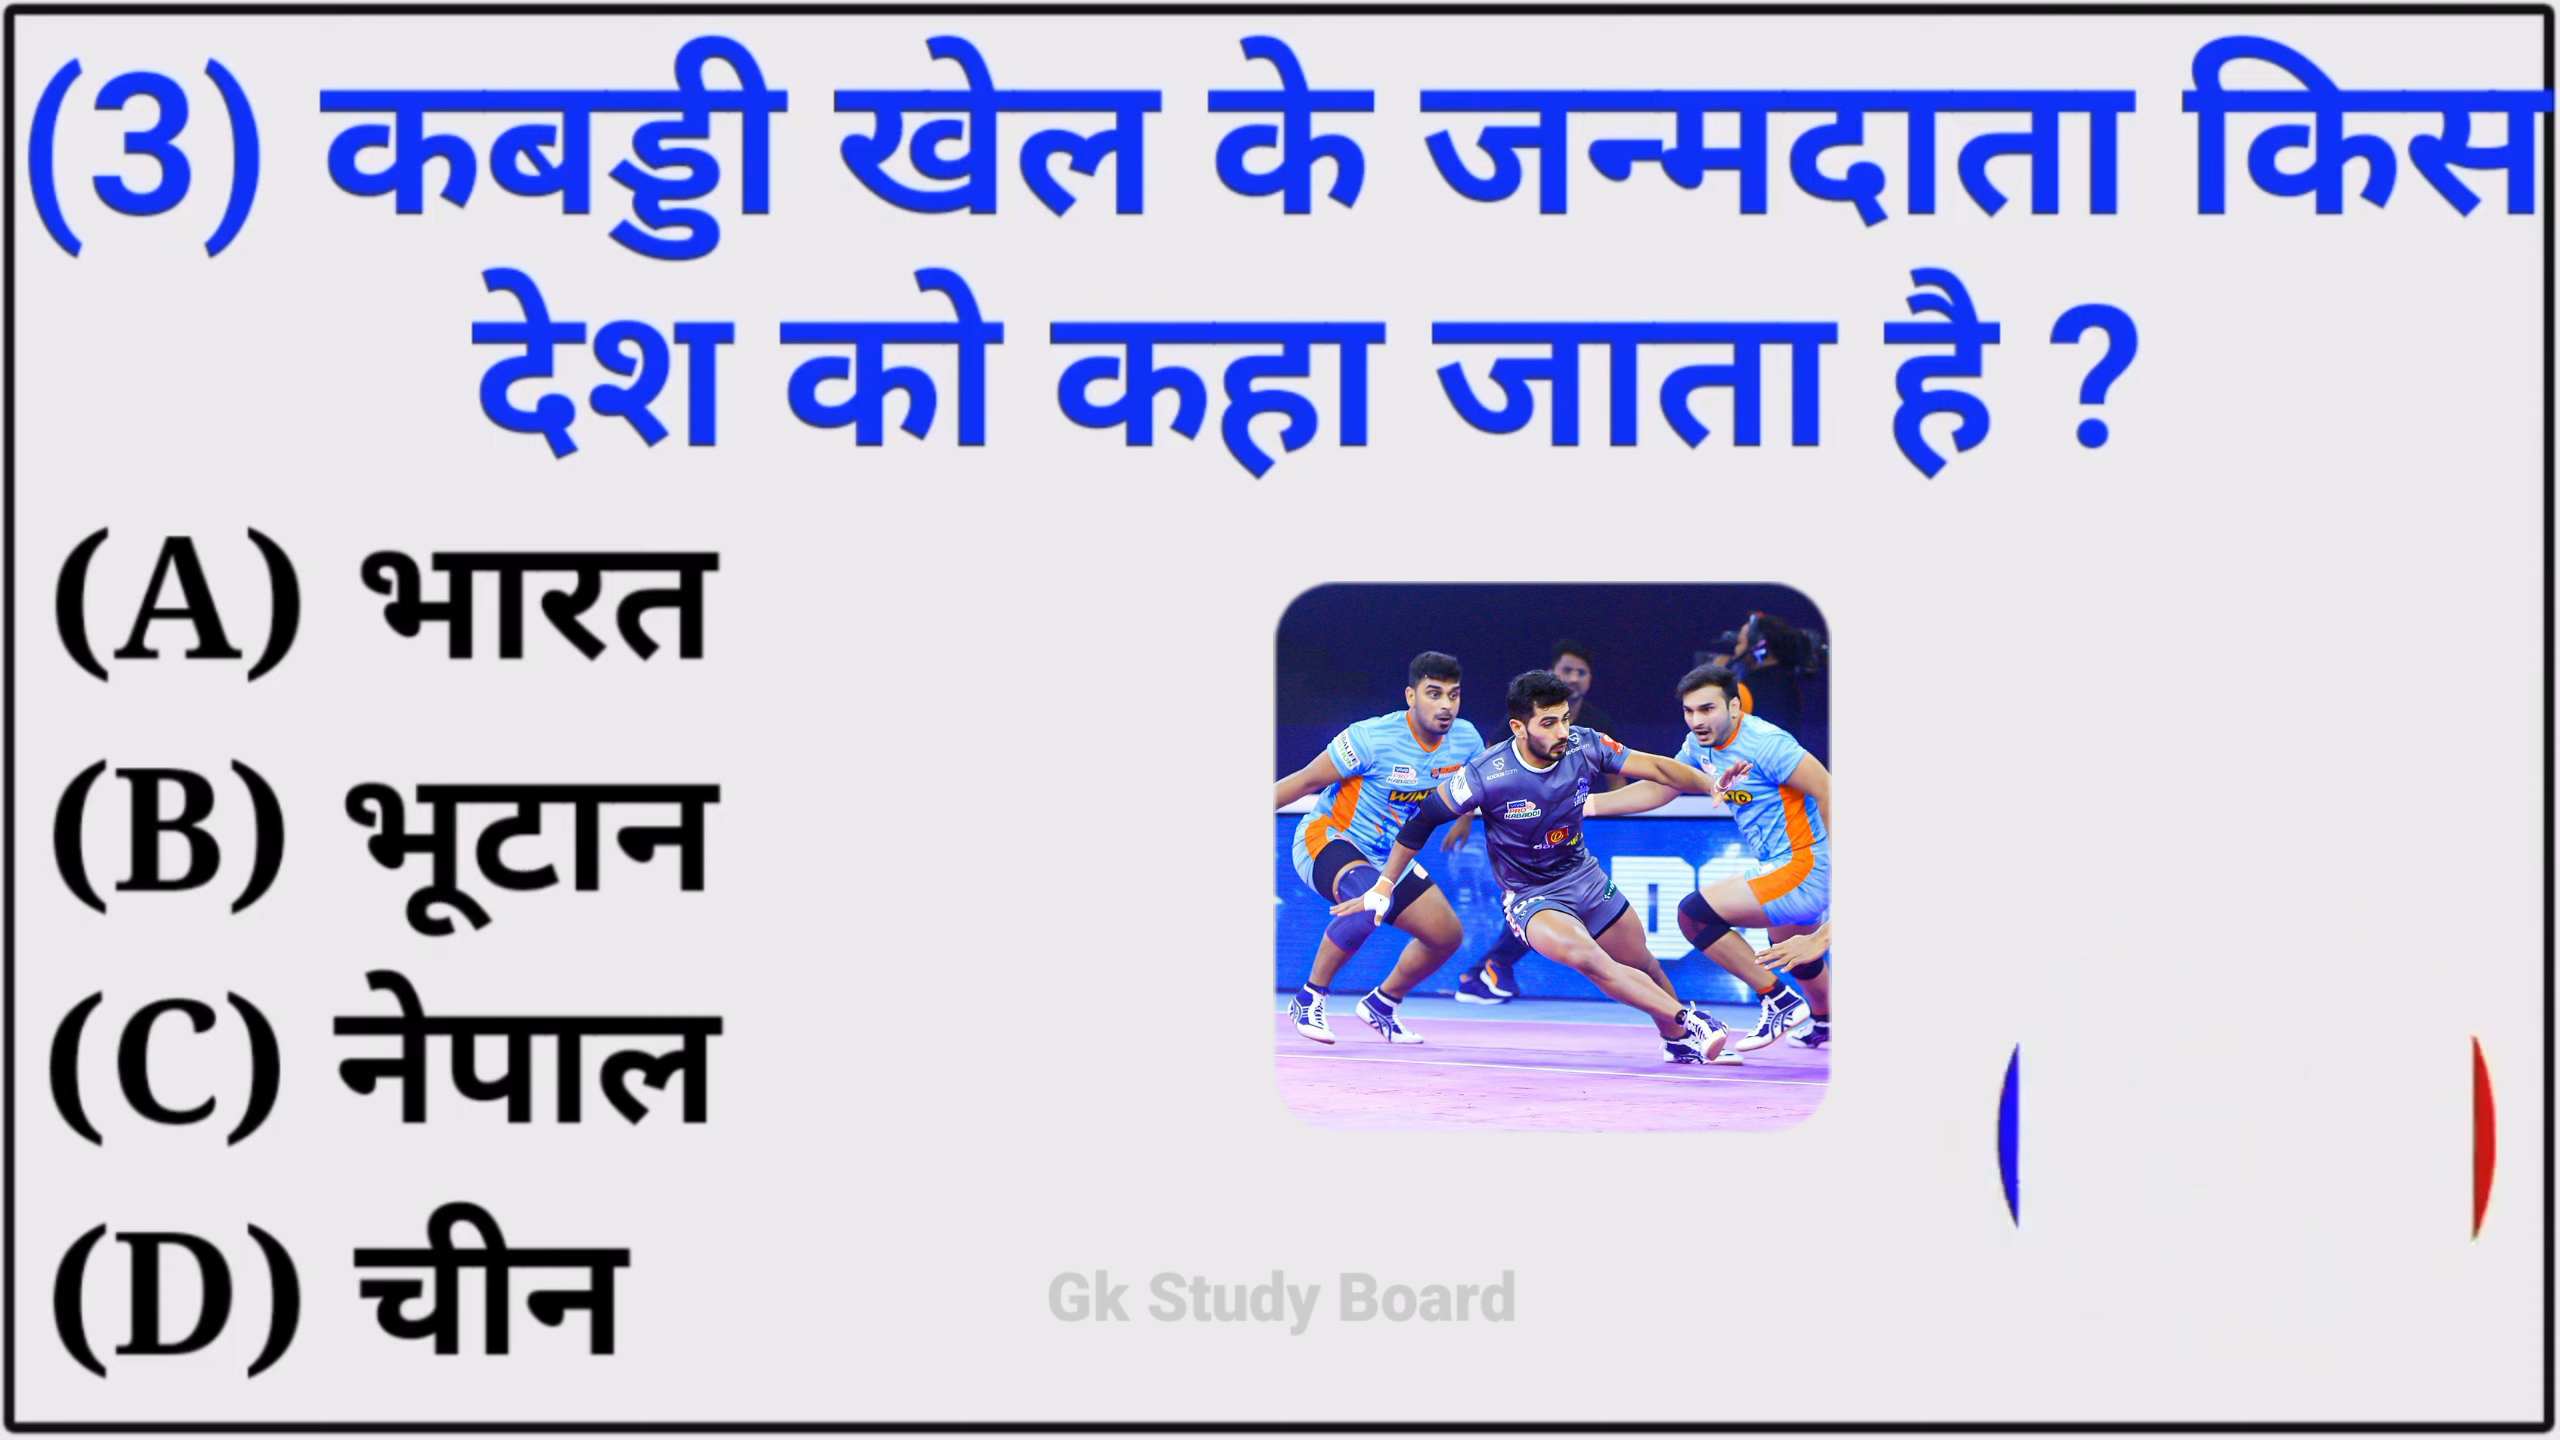 (3) कबड्डी खेल के जन्मदाता किस
देश को कहा जाता है ?
(A) भारत
(B) भूटान
(C) नेपाल
(D) चीन
Gk Study Board